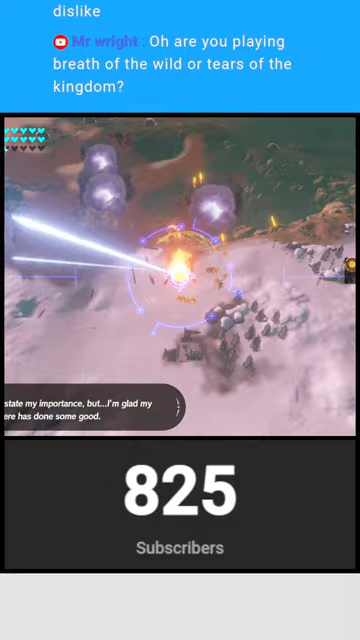 dislike
Mr wright : Oh are you playing
breath of the wild or tears of the
kingdom?
state my importance, but...I'm glad my
ere has done some good.
825
Subscribers